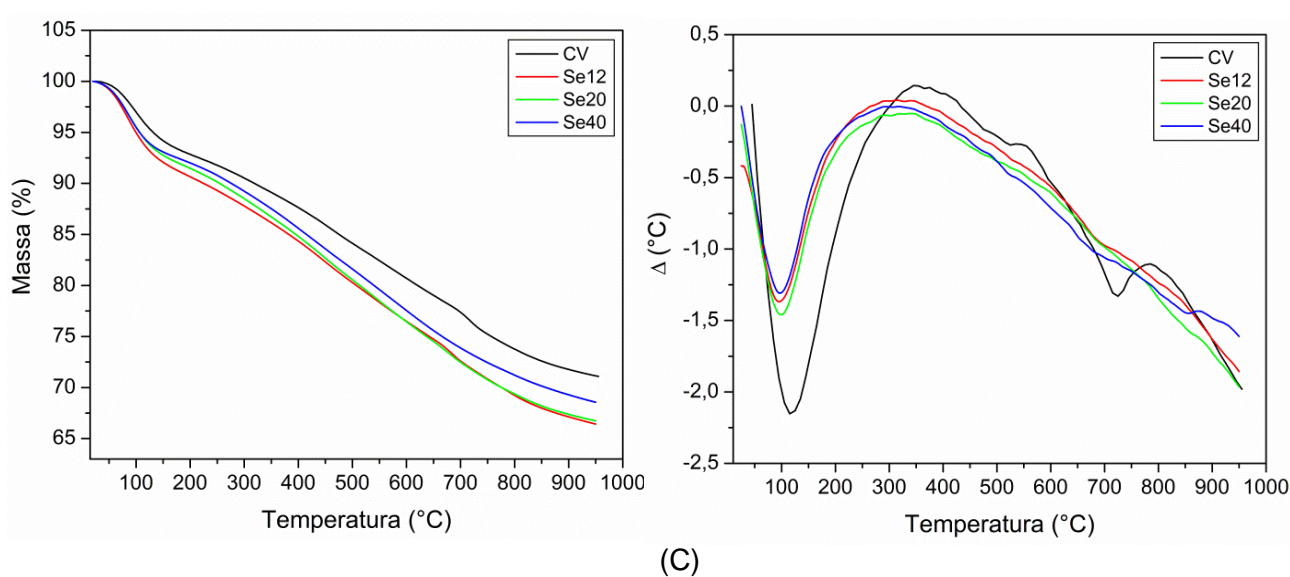 105
100
95
90
85
80
75
70
65
Massa (%)
CV
Se12
Se20
Se40
100 200 300 400 500 600 700 800 900 1000
Temperatura (°C)
0,5
0,0
-0,5
-1,0
-1,5
-2,0
-2,5
Δ (°C)
CV
Se12
Se20
Se40
100 200 300 400 500 600 700 800 900 1000
Temperatura (°C)
(C)